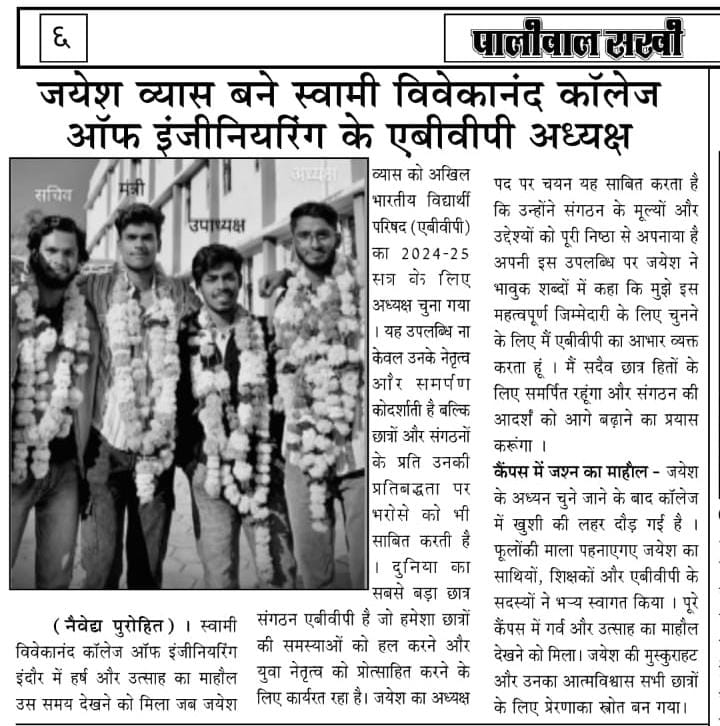 ६
पालीवाल सखी
जयेश व्यास बने स्वामी विवेकानंद कॉलेज
ऑफ इंजीनियरिंग के एबीवीपी अध्यक्ष
सचिव
मंत्री
उपाध्यक्ष
अध्यक्ष
(नैवेद्य पुरोहित) । स्वामी
विवेकानंद कॉलेज ऑफ इंजीनियरिंग
इंदौर में हर्ष और उत्साह का माहौल
उस समय देखने को मिला जब जयेश
व्यास को अखिल
भारतीय विद्यार्थी
परिषद (एबीवीपी)
का 2024-25
सत्र के लिए
अध्यक्ष चुना गया
। यह उपलब्धि ना
केवल उनके नेतृत्व
और समर्पण
कोदर्शाती है बल्कि
छात्रों और संगठनों
के प्रति उनकी
प्रतिबद्धता पर
भरोसे को भी
साबित करती है
। दुनिया का
सबसे बड़ा छात्र
संगठन एबीवीपी है जो हमेशा छात्रों
की समस्याओं को हल करने और
युवा नेतृत्व को प्रोत्साहित करने के
लिए कार्यरत रहा है। जयेश का अध्यक्ष
पद पर चयन यह साबित करता है
कि उन्होंने संगठन के मूल्यों और
उद्देश्यों को पूरी निष्ठा से अपनाया है
अपनी इस उपलब्धि पर जयेश ने
भावुक शब्दों में कहा कि मुझे इस
महत्वपूर्ण जिम्मेदारी के लिए चुनने
के लिए मैं एबीवीपी का आभार व्यक्त
करता हूं । मैं सदैव छात्र हितों के
लिए समर्पित रहूंगा और संगठन की
आदर्शं को आगे बढ़ाने का प्रयास
करूंगा ।
कैंपस में जश्न का माहौल - जयेश
के अध्यन चुने जाने के बाद कॉलेज
में खुशी की लहर दौड़ गई है ।
फूलोंकी माला पहनाएगए जयेश का
साथियों, शिक्षकों और एबीवीपी के
सदस्यों ने भऱ्य स्वागत किया । पूरे
कैंपस में गर्व और उत्साह का माहौल
देखने को मिला। जयेश की मुस्कुराहट
और उनका आत्मविश्वास सभी छात्रों
के लिए प्रेरणाका स्त्रोत बन गया।